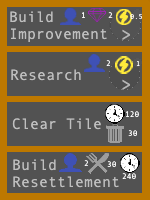 Build 1 2 0.5
Improvement >
Research 2 1
>
Clear Tile 120
30
Build 2 30
Resettlement 240